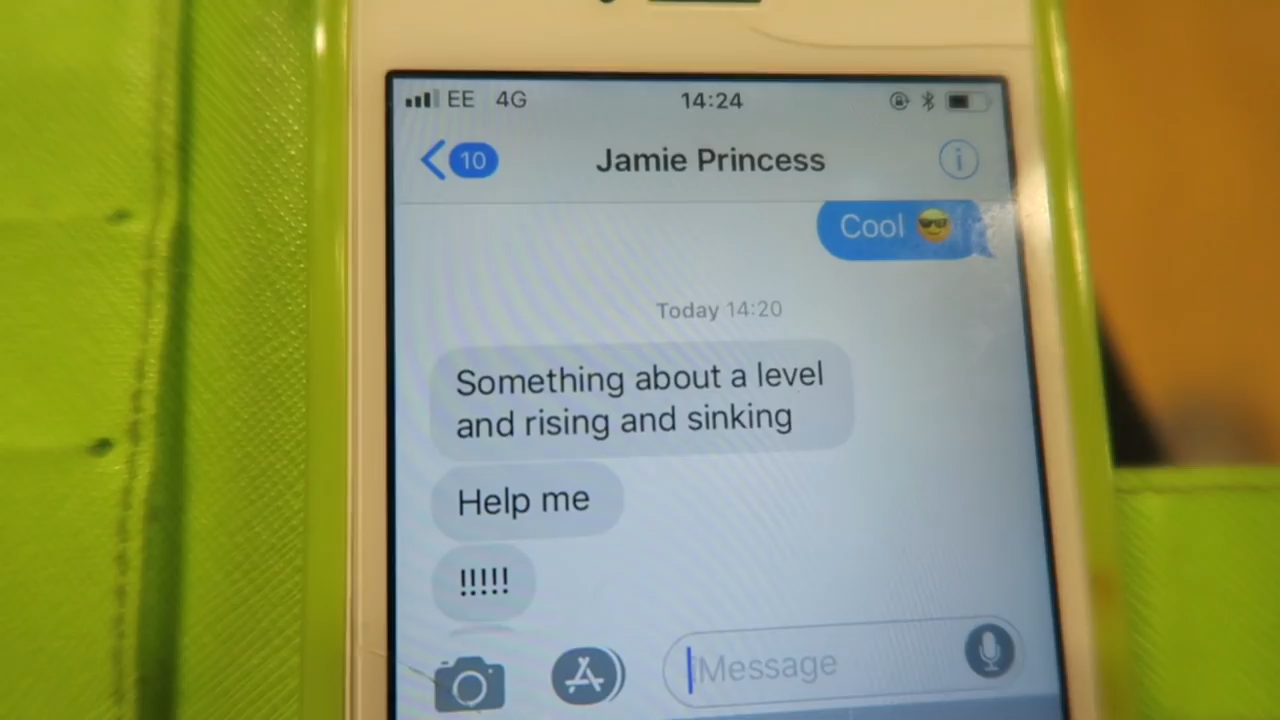 EE 4G 14:24
10 Jamie Princess
Cool 😎
Today 14:20
Something about a level
and rising and sinking
Help me
!!!!!
Message